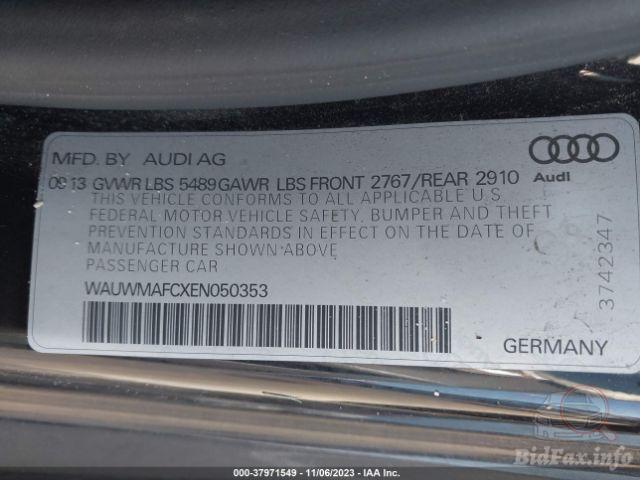 MFD. BY AUDI AG
09 13 GVWR LBS 5489 GAWR LBS FRONT 2767/REAR 2910
Audi
THIS VEHICLE CONFORMS TO ALL APPLICABLE U.S.
FEDERAL MOTOR VEHICLE SAFETY, BUMPER AND THEFT
PREVENTION STANDARDS IN EFFECT ON THE DATE OF
MANUFACTURE SHOWN ABOVE
PASSENGER CAR
3742347
WAUWMAFCXEN050353
GERMANY
BidFax.info
000-37971549 - 11/06/2023 - IAA Inc.